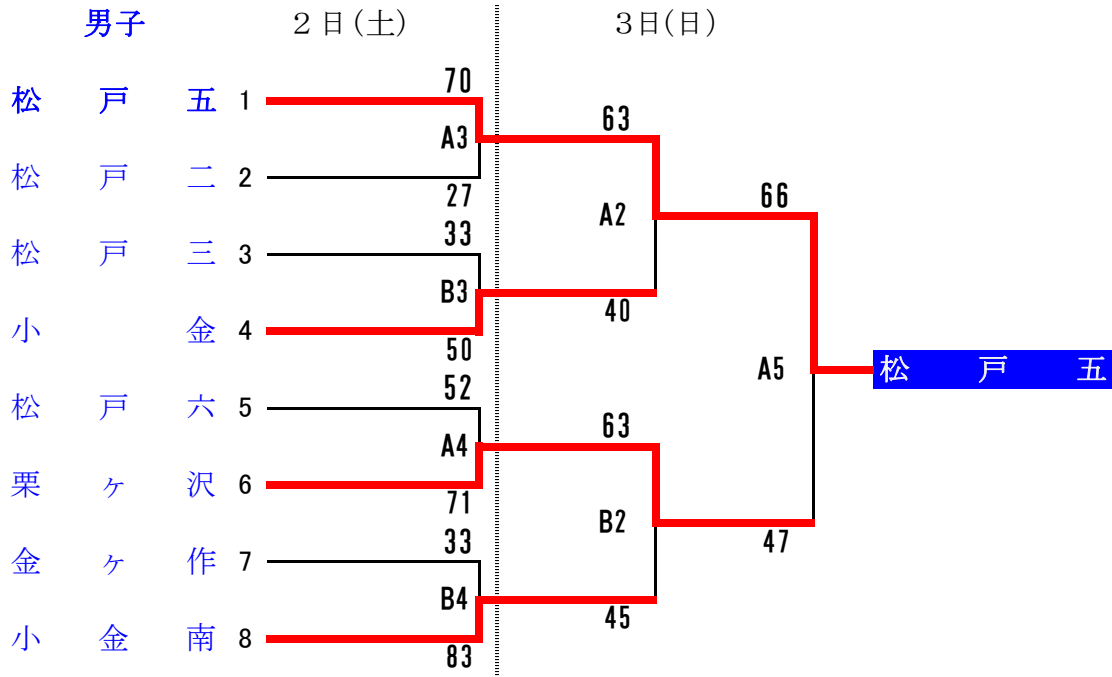 男子 ２日(土) 3日(日)
70
松戸五 1
63
A3
松戸二 2
27
66
A2
33
松戸三 3
B3
40
小金 4
50
A5 松戸五
52
松戸六 5
63
A4
栗ヶ沢 6
71
B2
33
47
金ヶ作 7
B4
45
小金南 8
83